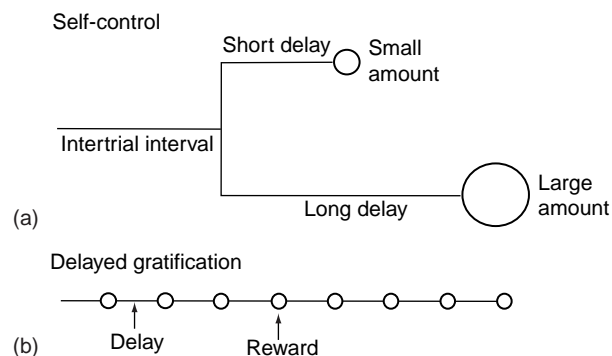 Self-control
Short delay
Small
amount
Intertrial interval
Long delay
Large
amount
(a)
Delayed gratification
Delay
Reward
(b)